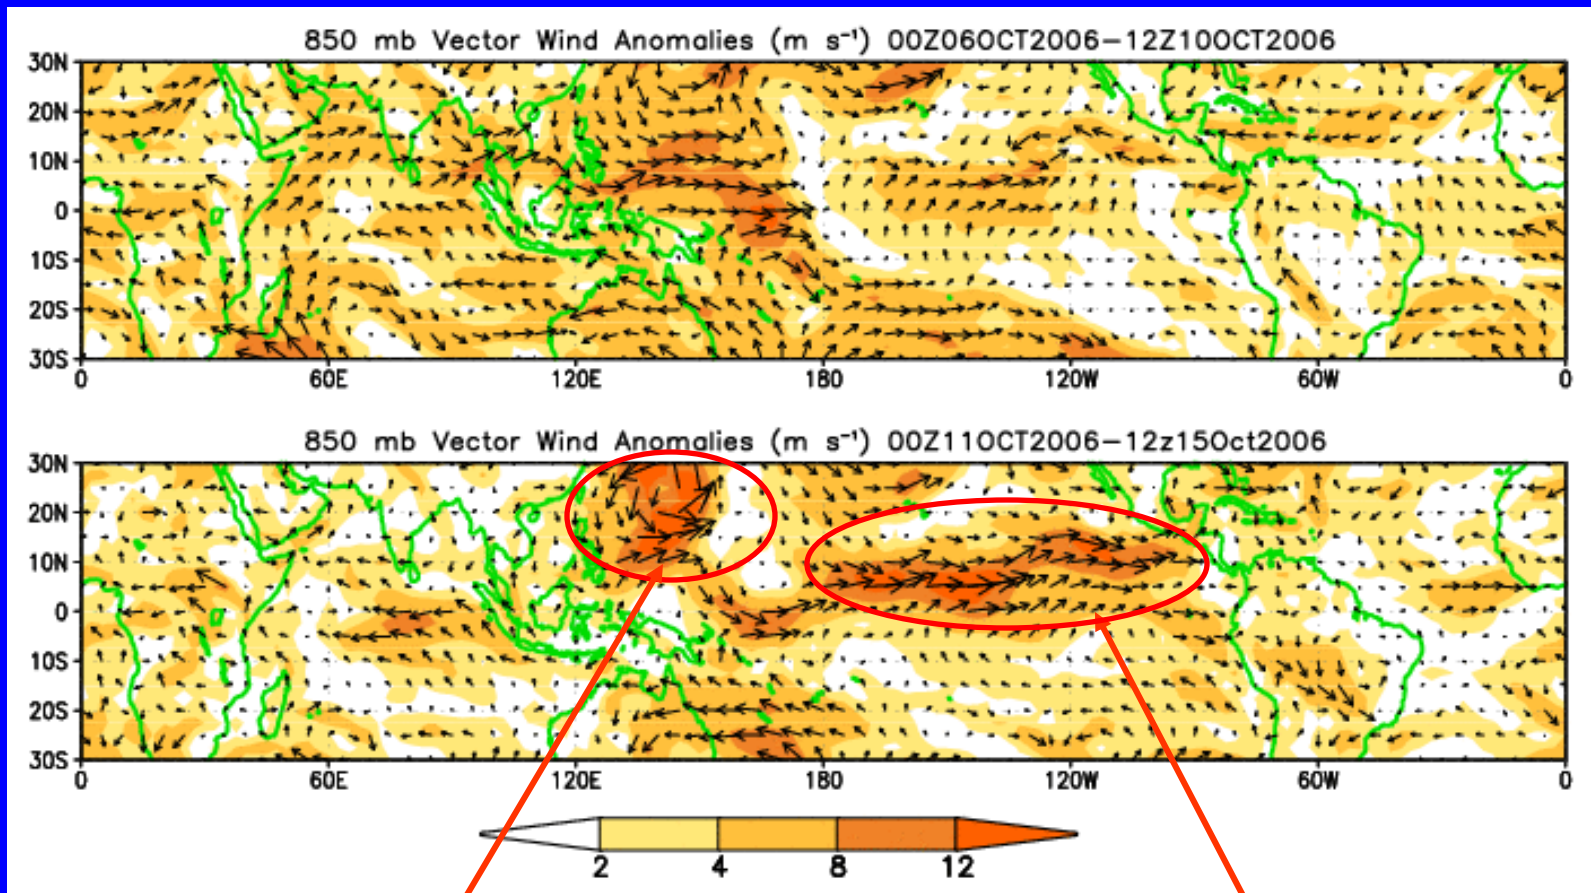 850 mb Vector Wind Anomalies (m s⁻¹) 00Z06OCT2006-12Z10OCT2006
30N
20N
10N
0
10S
20S
30S
0 60E 120E 180 120W 60W 0
850 mb Vector Wind Anomalies (m s⁻¹) 00Z11OCT2006-12z15Oct2006
30N
20N
10N
0
10S
20S
30S
0 60E 120E 180 120W 60W 0
2 4 8 12